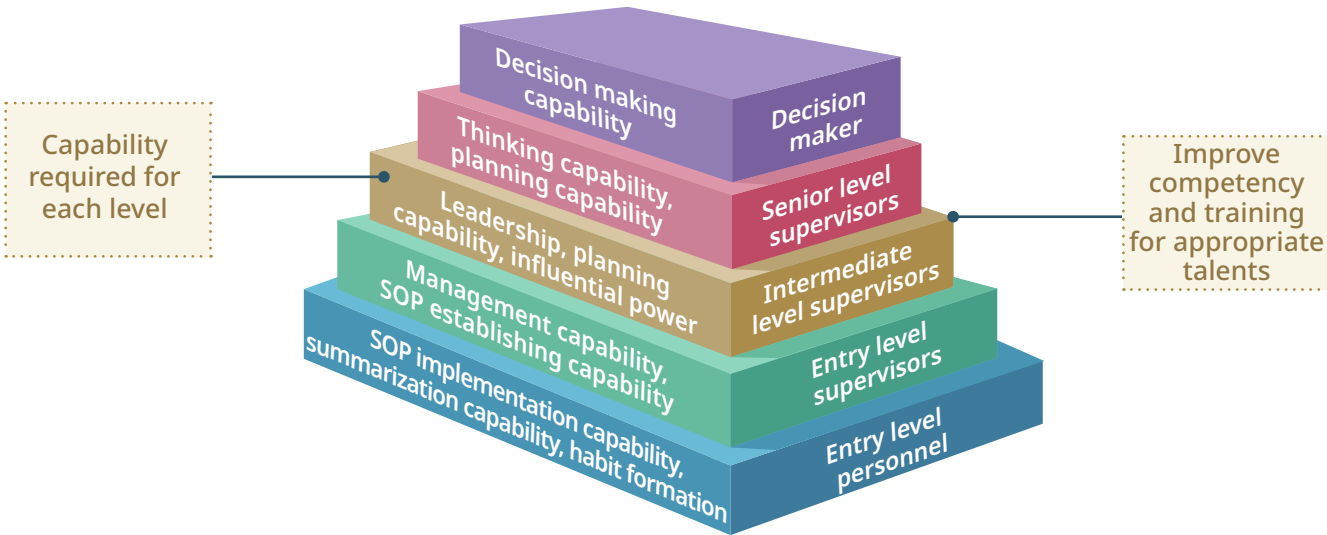 Decision making
capability
Decision
maker
Thinking capability,
planning capability
Senior level
supervisors
Leadership, planning
capability, influential power
Intermediate
level supervisors
Management capability,
SOP establishing capability
Entry level
supervisors
SOP implementation capability,
summarization capability, habit formation
Entry level
personnel
Capability
required for
each level
Improve
competency
and training
for appropriate
talents